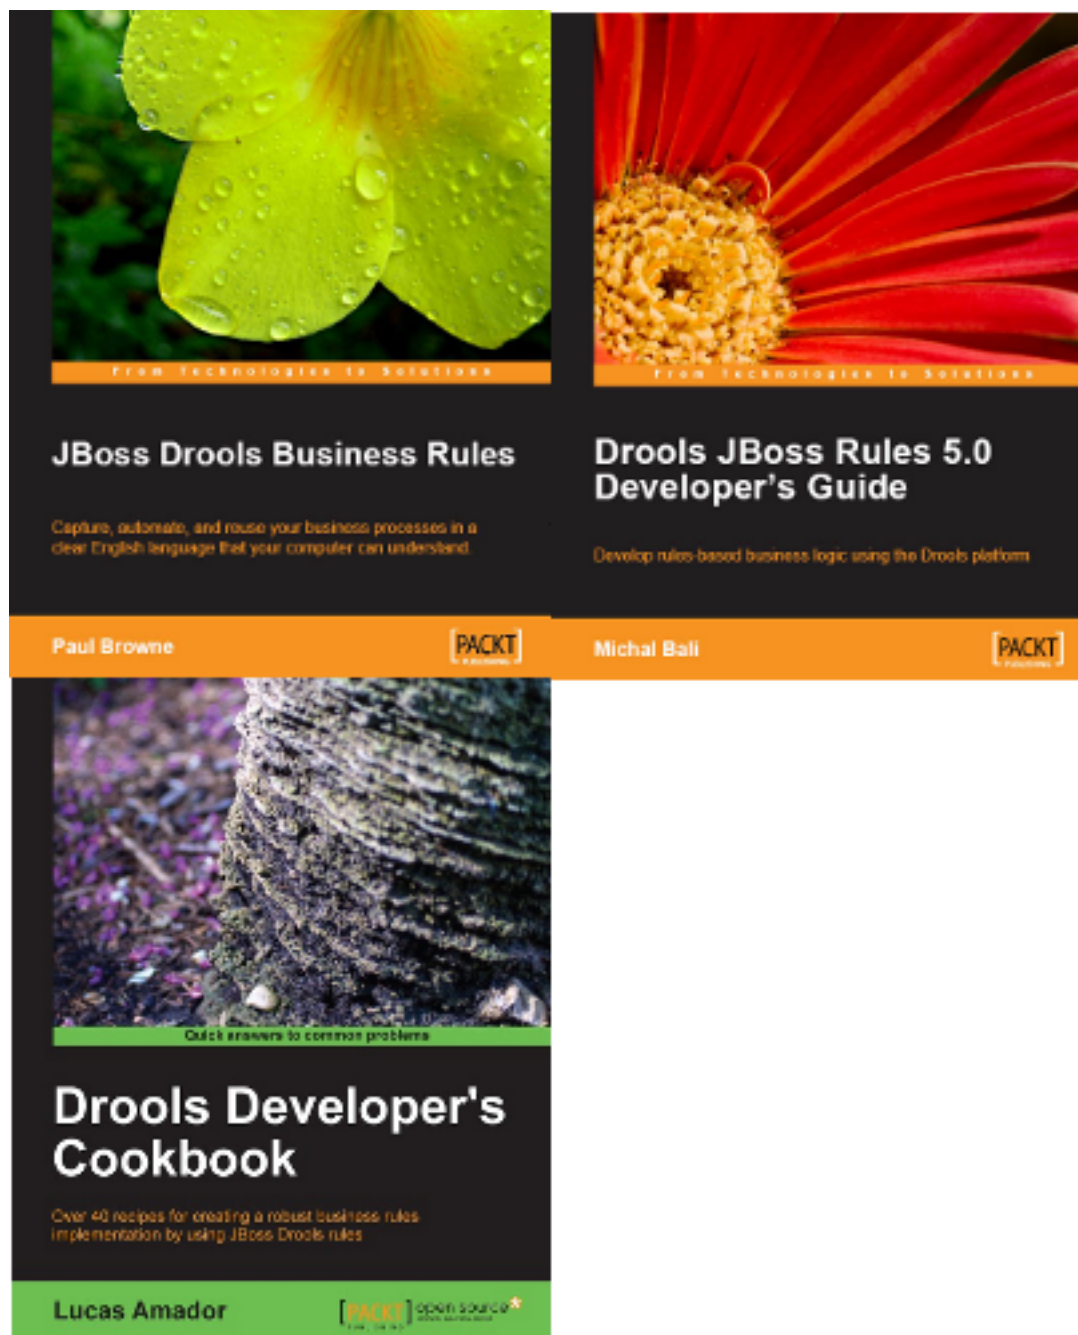 From Technologies to Solutions
JBoss Drools Business Rules
Capture, automate, and reuse your business processes in a
clear English language that your computer can understand.
Paul Browne
[PACKT]
PUBLISHING
From Technologies to Solutions
Drools JBoss Rules 5.0
Developer’s Guide
Develop rules-based business logic using the Drools platform
Michal Bali
[PACKT]
PUBLISHING
Quick answers to common problems
Drools Developer's
Cookbook
Over 40 recipes for creating a robust business rules
implementation by using JBoss Drools rules
Lucas Amador
[PACKT] open source*
PUBLISHING